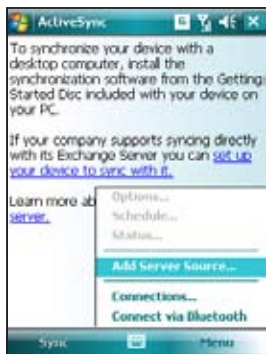 ActiveSync
To synchronize your device with a
desktop computer, install the
synchronization software from the Getting
Started Disc included with your device on
your PC.
If your company supports syncing directly
with its Exchange Server you can set up
your device to sync with it.
Learn more ab
server.
Options...
Schedule...
Status...
Add Server Source...
Connections...
Connect via Bluetooth
Sync
Menu